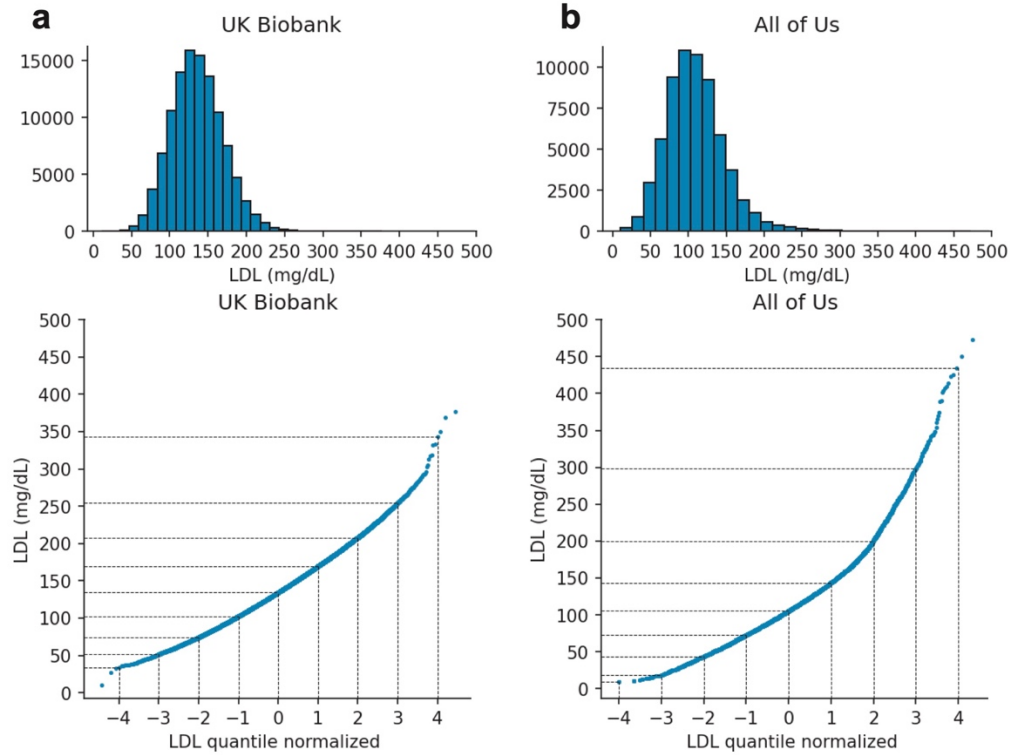 a
UK Biobank
15000
10000
5000
0
0 50 100 150 200 250 300 350 400 450 500
LDL (mg/dL)
b
All of Us
10000
7500
5000
2500
0
0 50 100 150 200 250 300 350 400 450 500
LDL (mg/dL)
UK Biobank
500
450
400
350
300
250
200
150
100
50
0
LDL (mg/dL)
−4 −3 −2 −1 0 1 2 3 4
LDL quantile normalized
All of Us
500
450
400
350
300
250
200
150
100
50
0
LDL (mg/dL)
−4 −3 −2 −1 0 1 2 3 4
LDL quantile normalized